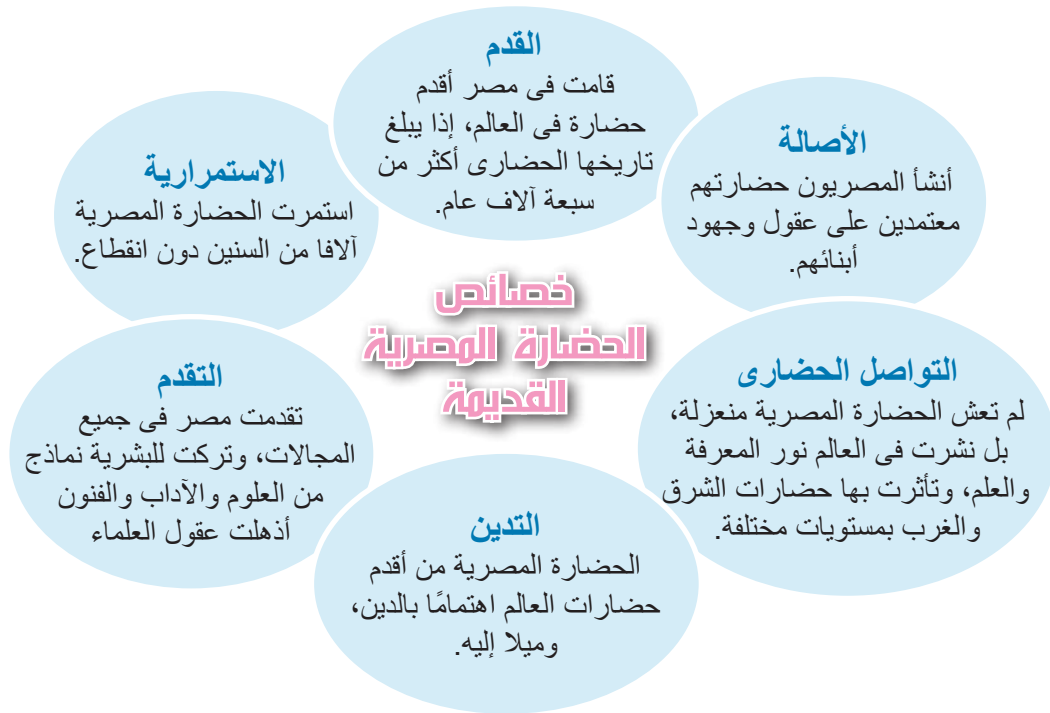 القدم
قامت فى مصر أقدم
حضارة فى العالم، إذا يبلغ
تاريخها الحضارى أكثر من
سبعة آلاف عام.
الأصالة
أنشأ المصريون حضارتهم
معتمدين على عقول وجهود
أبنائهم.
الاستمرارية
استمرت الحضارة المصرية
آلافا من السنين دون انقطاع.
خصائص
الحضارة المصرية
القديمة
التواصل الحضارى
لم تعش الحضارة المصرية منعزلة،
بل نشرت فى العالم نور المعرفة
والعلم، وتأثرت بها حضارات الشرق
والغرب بمستويات مختلفة.
التقدم
تقدمت مصر فى جميع
المجالات، وتركت للبشرية نماذج
من العلوم والآداب والفنون
أذهلت عقول العلماء
التدين
الحضارة المصرية من أقدم
حضارات العالم اهتمامًا بالدين،
وميلا إليه.